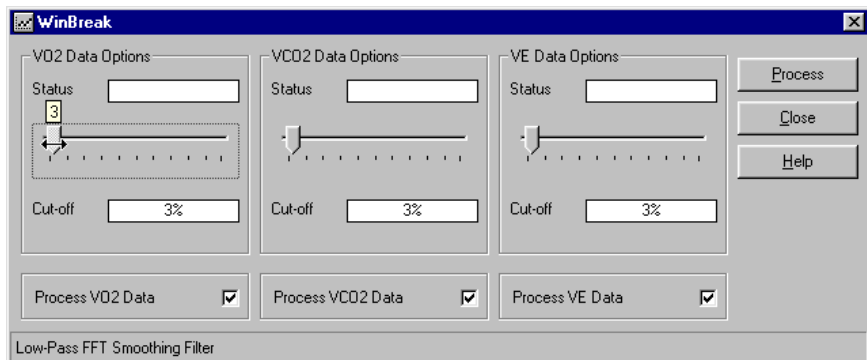 WinBreak
VO2 Data Options
VCO2 Data Options
VE Data Options
Status
Status
Status
3
Process
Close
Help
Cut-off 3%
Cut-off 3%
Cut-off 3%
Process VO2 Data
Process VCO2 Data
Process VE Data
Low-Pass FFT Smoothing Filter